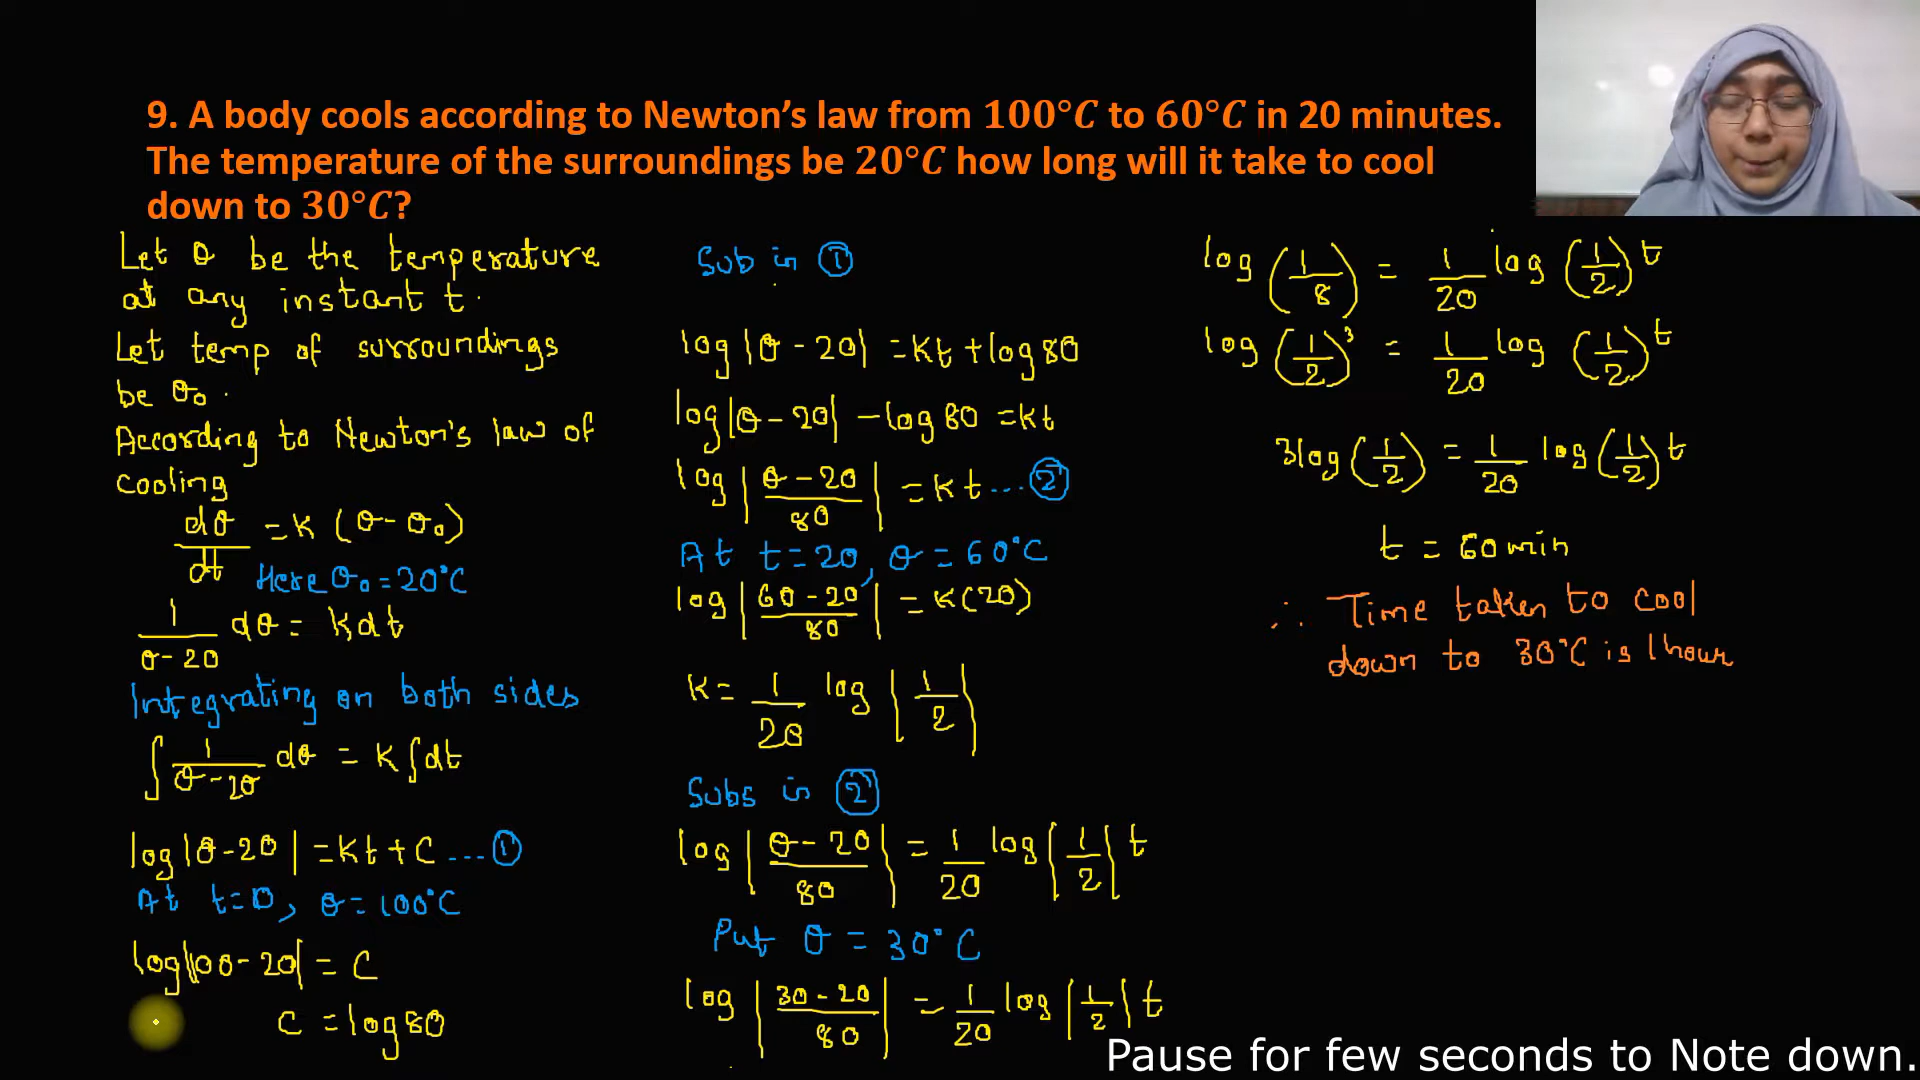 9. A body cools according to Newton's law from 100°C to 60°C in 20 minutes.
The temperature of the surroundings be 20°C how long will it take to cool
down to 30°C?
Let θ be the temperature
at any instant t.
Let temp of surroundings
be θ₀.
According to Newton's law of
cooling
dθ/dt = K (θ - θ₀)
Here θ₀ = 20°C
1/(θ - 20) dθ = K dt
Integrating on both sides
∫ 1/(θ - 20) dθ = K ∫ dt
log |θ - 20| = Kt + C ... ①
At t = 0, θ = 100°C
log |100 - 20| = C
C = log 80
Sub in ①
log |θ - 20| = Kt + log 80
log |θ - 20| - log 80 = Kt
log |(θ - 20)/80| = Kt ... ②
At t = 20, θ = 60°C
log |(60 - 20)/80| = K(20)
K = 1/20 log |1/2|
Subs in ②
log |(θ - 20)/80| = 1/20 log |1/2| t
Put θ = 30°C
log |(30 - 20)/80| = 1/20 log |1/2| t
log (1/8) = 1/20 log (1/2) t
log (1/2)³ = 1/20 log (1/2) t
3 log (1/2) = 1/20 log (1/2) t
t = 60 min
∴ Time taken to cool
down to 30°C is 1 hour
Pause for few seconds to Note down.